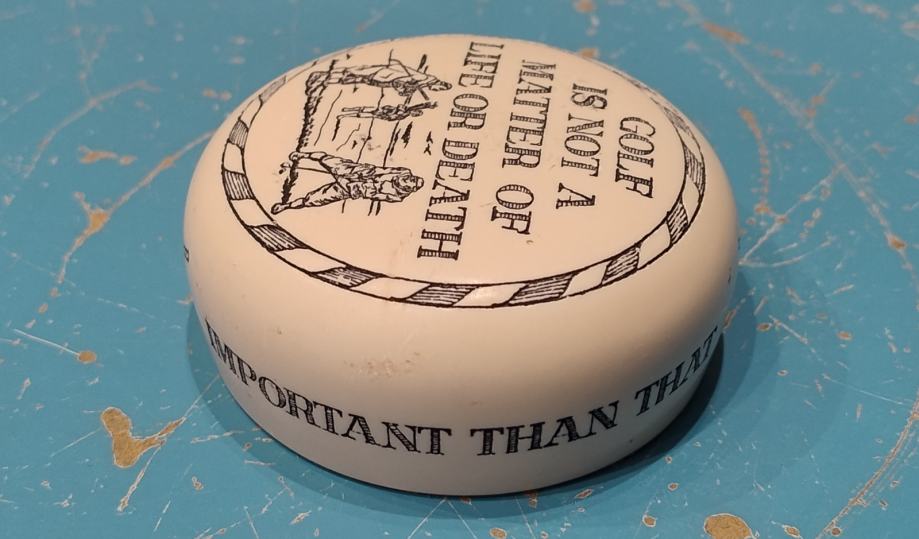 GOLF
IS NOT A
MATTER OF
LIFE OR DEATH
IMPORTANT THAN THAT